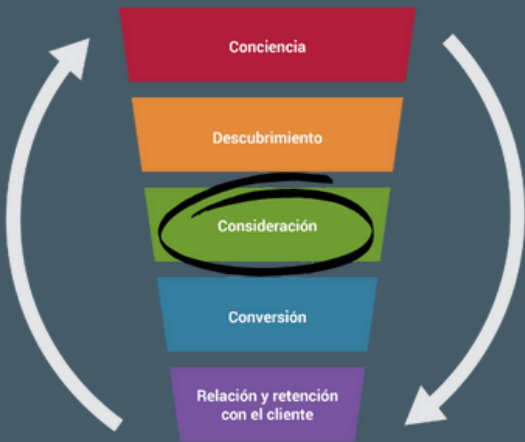 Conciencia
Descubrimiento
Consideración
Conversión
Relación y retención
con el cliente